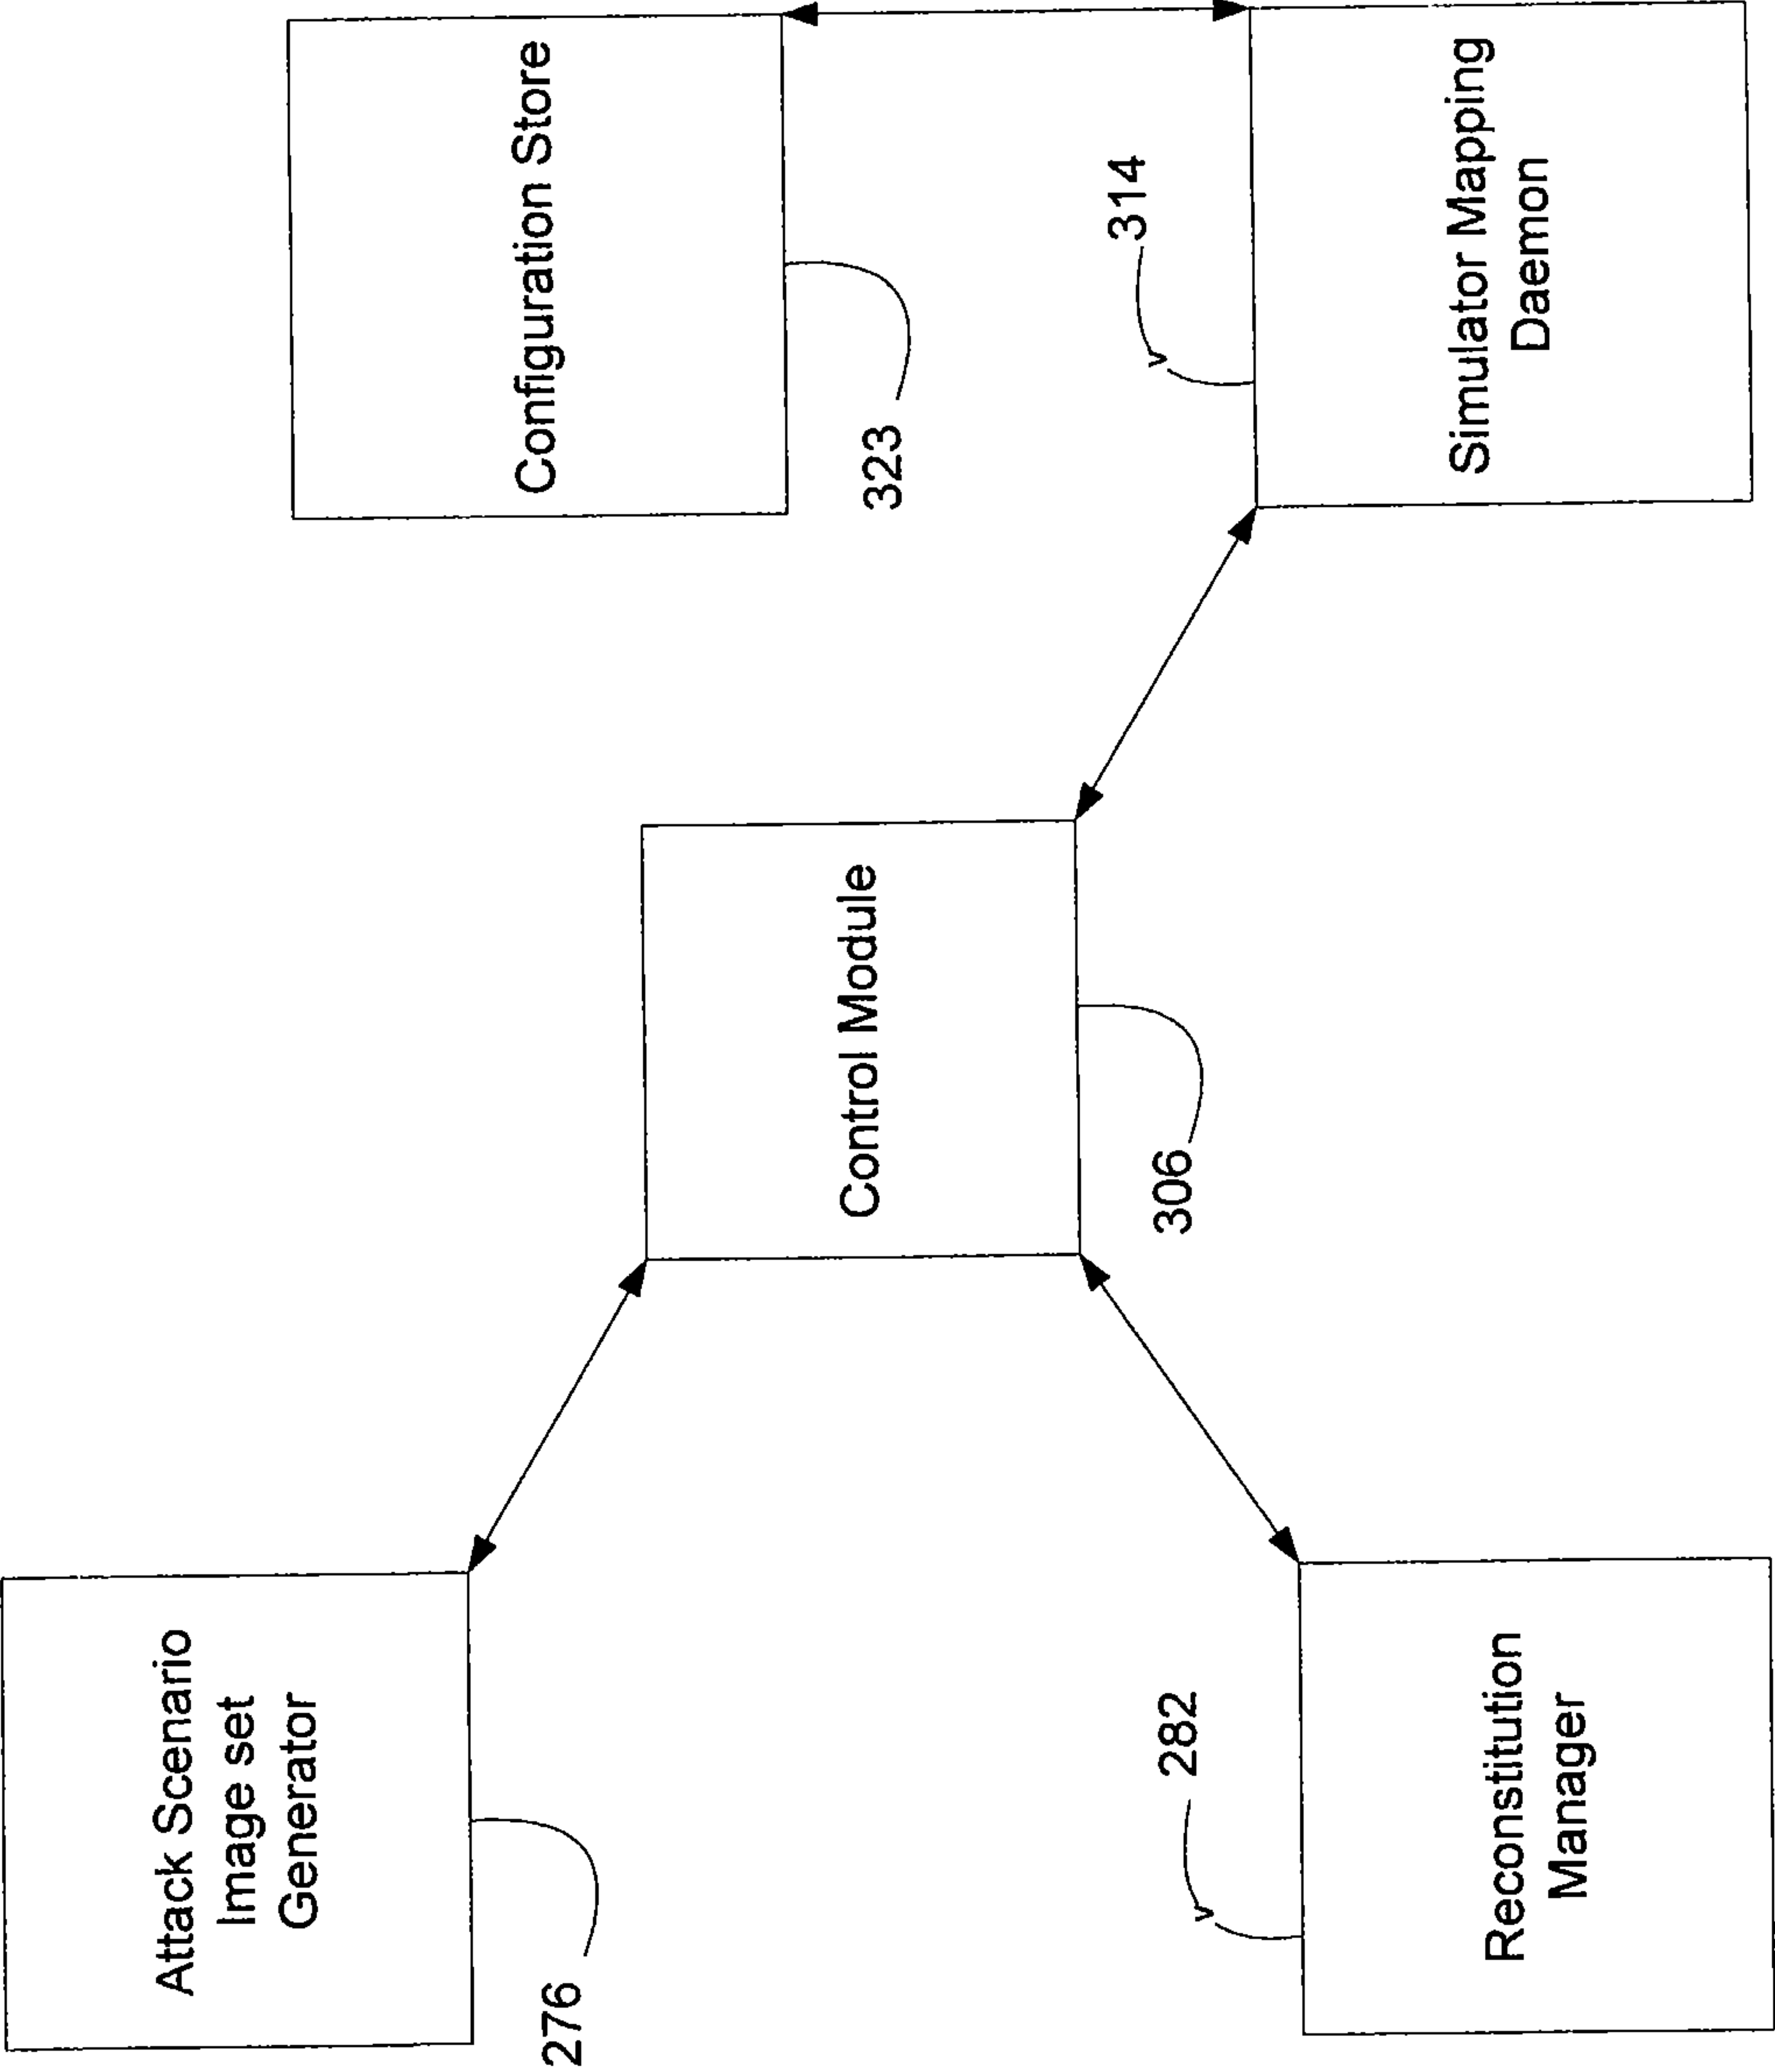 Attack Scenario
Image set
Generator
276
Control Module
306
Configuration Store
323
282
Reconstitution
Manager
314
Simulator Mapping
Daemon